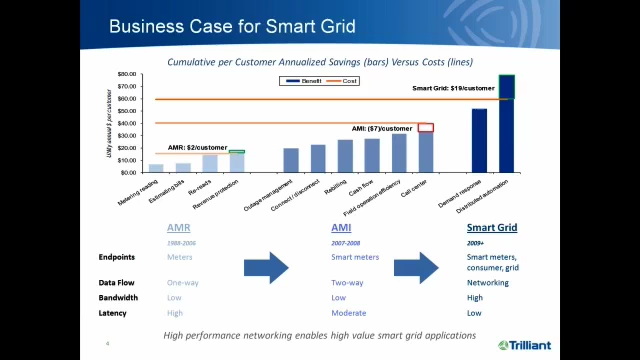 Business Case for Smart Grid
Cumulative per Customer Annualized Savings (bars) Versus Costs (lines)
Utility annual $ per customer
$80.00
$70.00
$60.00
$50.00
$40.00
$30.00
$20.00
$10.00
$0.00
Benefit Cost
Smart Grid: $19/customer
AMI: ($7)/customer
AMR: $2/customer
Metering reading
Estimating bills
Re-reads
Revenue protection
Outage management
Connect / disconnect
Rebilling
Cash flow
Field operation efficiency
Call center
Demand response
Distributed automation
AMR AMI Smart Grid
1988-2006 2007-2008 2009+
Endpoints Meters Smart meters Smart meters,
consumer, grid
Data Flow One-way Two-way Networking
Bandwidth Low Low High
Latency High Moderate Low
High performance networking enables high value smart grid applications
6
Trilliant